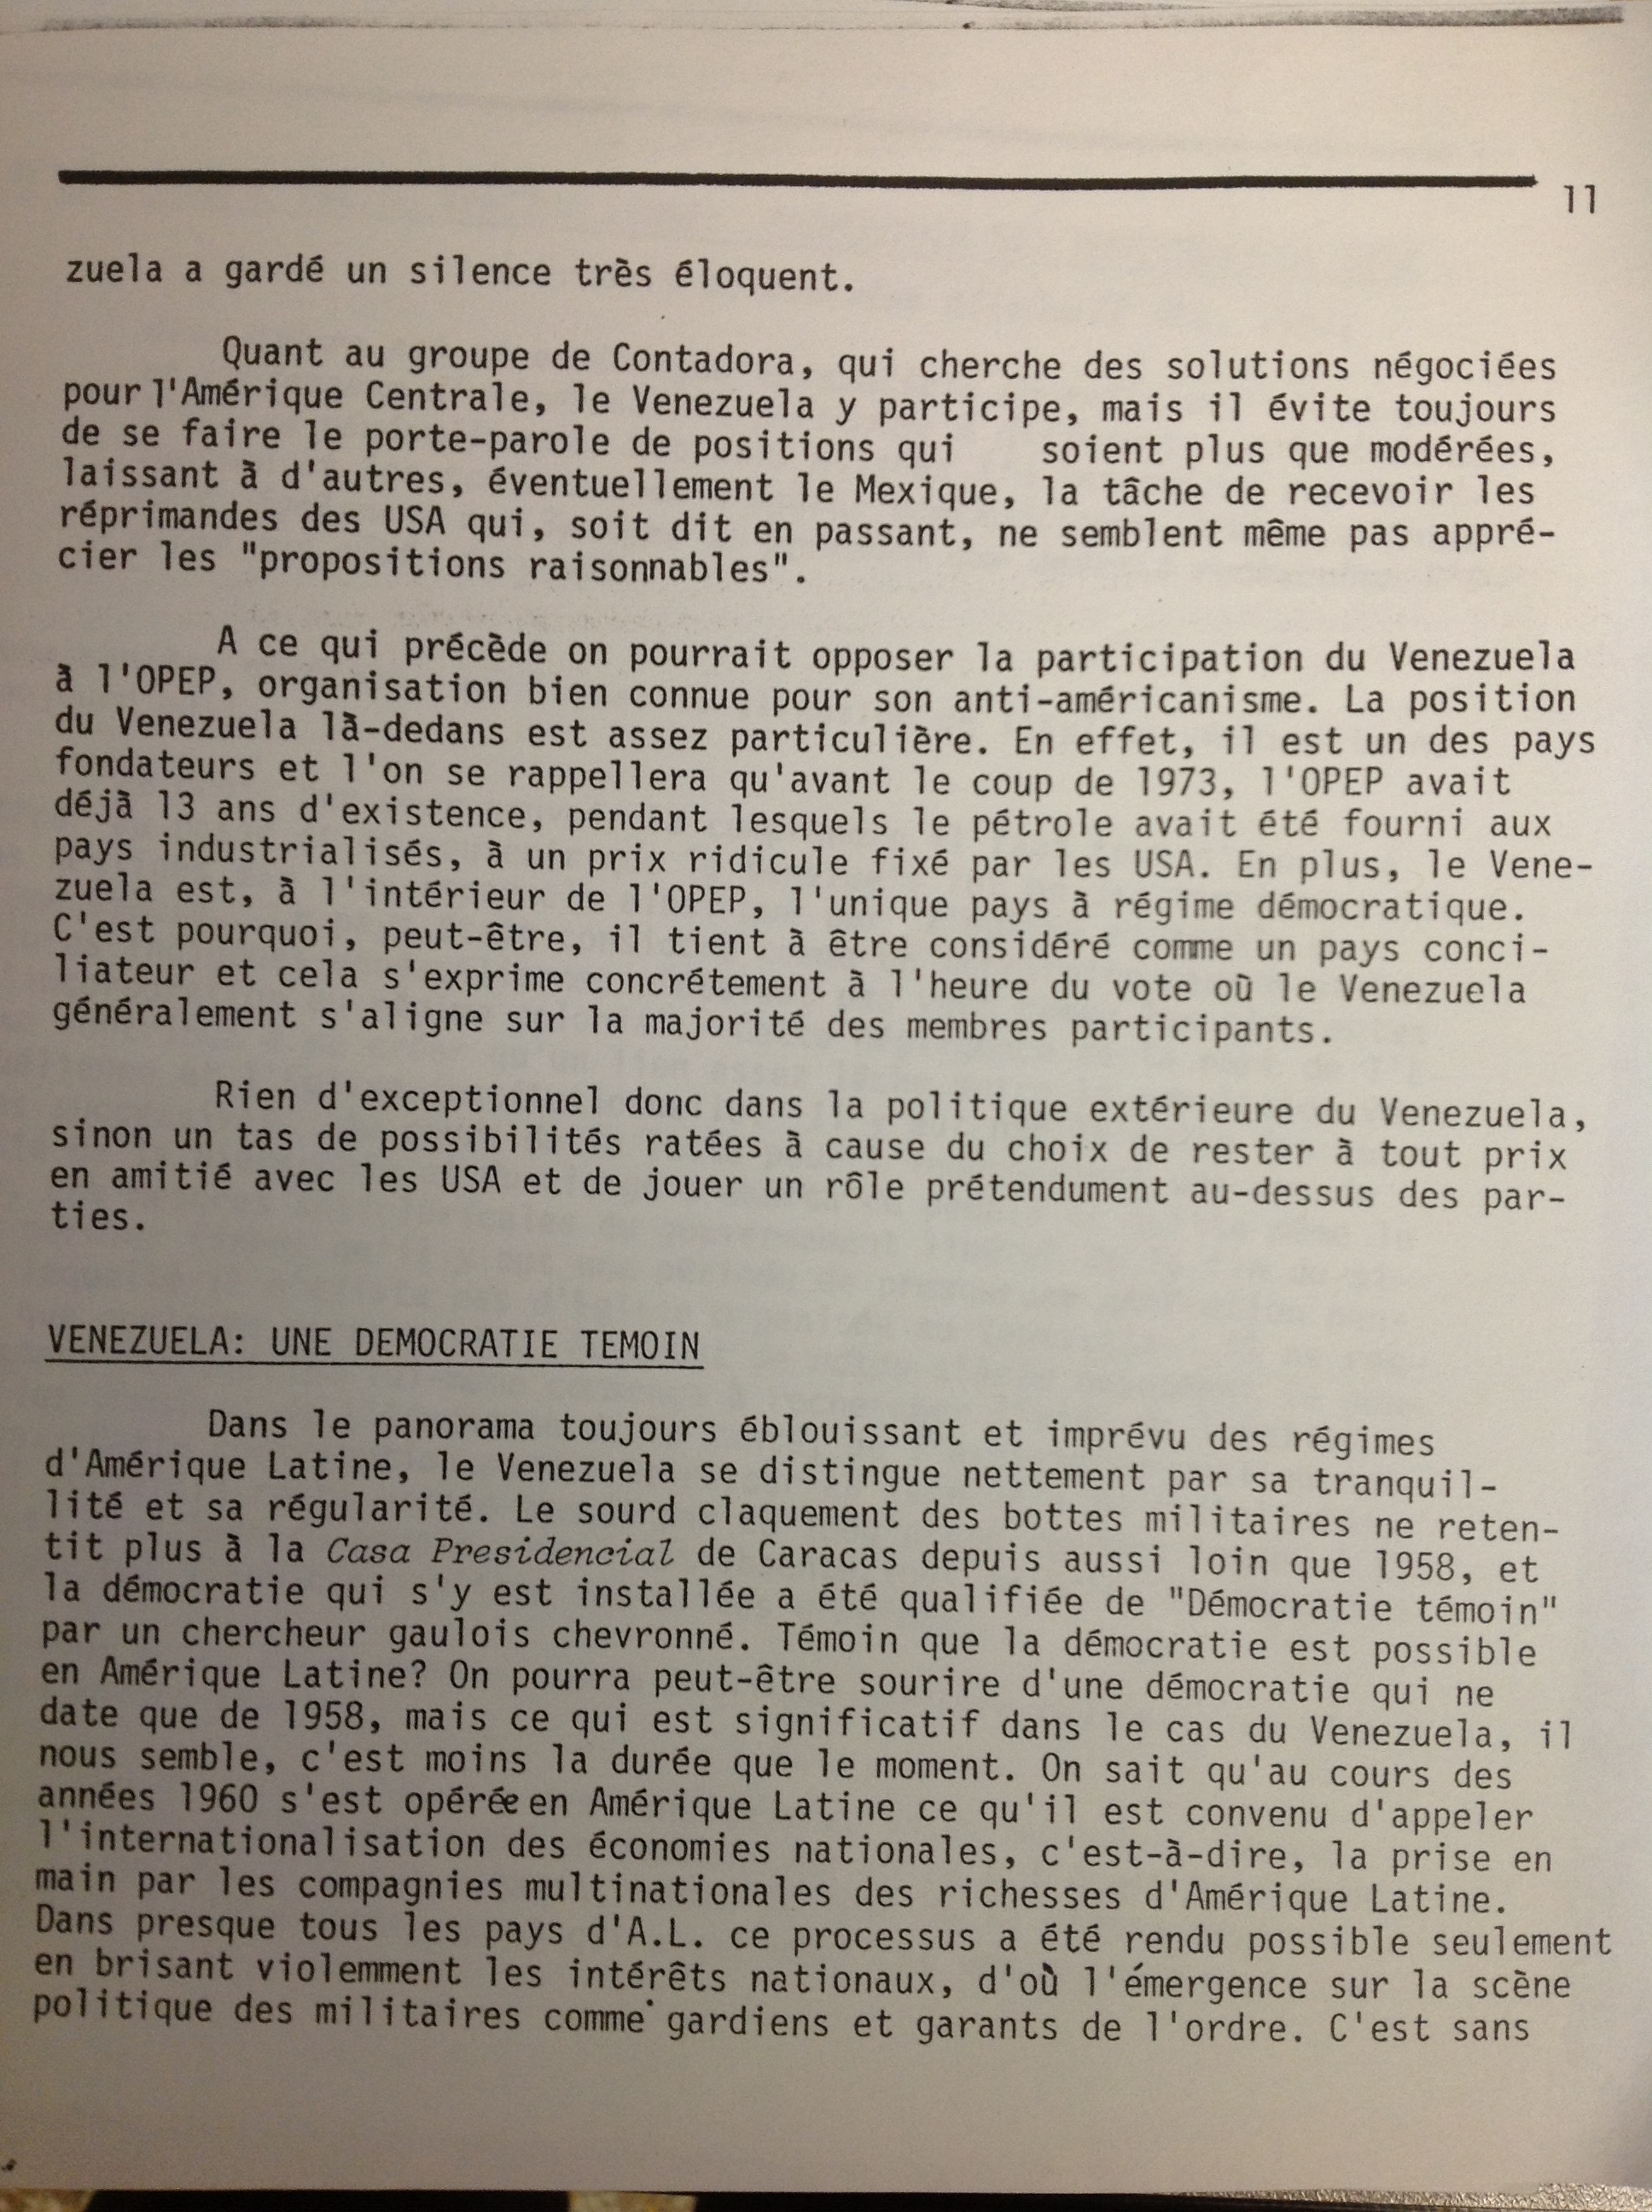 11
zuela a gardé un silence très éloquent.
Quant au groupe de Contadora, qui cherche des solutions négociées
pour l'Amérique Centrale, le Venezuela y participe, mais il évite toujours
de se faire le porte-parole de positions qui soient plus que modérées,
laissant à d'autres, éventuellement le Mexique, la tâche de recevoir les
réprimandes des USA qui, soit dit en passant, ne semblent même pas appré-
cier les "propositions raisonnables".
A ce qui précède on pourrait opposer la participation du Venezuela
à l'OPEP, organisation bien connue pour son anti-américanisme. La position
du Venezuela là-dedans est assez particulière. En effet, il est un des pays
fondateurs et l'on se rappellera qu'avant le coup de 1973, l'OPEP avait
déjà 13 ans d'existence, pendant lesquels le pétrole avait été fourni aux
pays industrialisés, à un prix ridicule fixé par les USA. En plus, le Vene-
zuela est, à l'intérieur de l'OPEP, l'unique pays à régime démocratique.
C'est pourquoi, peut-être, il tient à être considéré comme un pays conci-
liateur et cela s'exprime concrétement à l'heure du vote où le Venezuela
généralement s'aligne sur la majorité des membres participants.
Rien d'exceptionnel donc dans la politique extérieure du Venezuela,
sinon un tas de possibilités ratées à cause du choix de rester à tout prix
en amitié avec les USA et de jouer un rôle prétendument au-dessus des par-
ties.
VENEZUELA: UNE DEMOCRATIE TEMOIN
Dans le panorama toujours éblouissant et imprévu des régimes
d'Amérique Latine, le Venezuela se distingue nettement par sa tranquil-
lité et sa régularité. Le sourd claquement des bottes militaires ne reten-
tit plus à la Casa Presidencial de Caracas depuis aussi loin que 1958, et
la démocratie qui s'y est installée a été qualifiée de "Démocratie témoin"
par un chercheur gaulois chevronné. Témoin que la démocratie est possible
en Amérique Latine? On pourra peut-être sourire d'une démocratie qui ne
date que de 1958, mais ce qui est significatif dans le cas du Venezuela, il
nous semble, c'est moins la durée que le moment. On sait qu'au cours des
années 1960 s'est opérée en Amérique Latine ce qu'il est convenu d'appeler
l'internationalisation des économies nationales, c'est-à-dire, la prise en
main par les compagnies multinationales des richesses d'Amérique Latine.
Dans presque tous les pays d'A.L. ce processus a été rendu possible seulement
en brisant violemment les intérêts nationaux, d'où l'émergence sur la scène
politique des militaires comme gardiens et garants de l'ordre. C'est sans